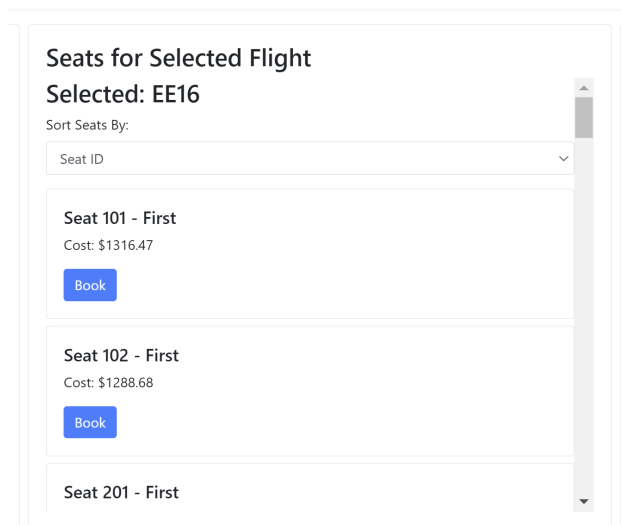 Seats for Selected Flight
Selected: EE16
Sort Seats By:
Seat ID
Seat 101 - First
Cost: $1316.47
Book
Seat 102 - First
Cost: $1288.68
Book
Seat 201 - First